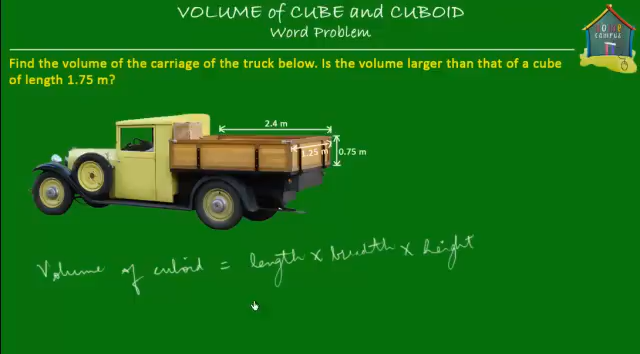 VOLUME of CUBE and CUBOID
Word Problem
HOME
CAMPUS
Find the volume of the carriage of the truck below. Is the volume larger than that of a cube
of length 1.75 m?
2.4 m
1.25 m
0.75 m
Volume of cuboid = length x breadth x height